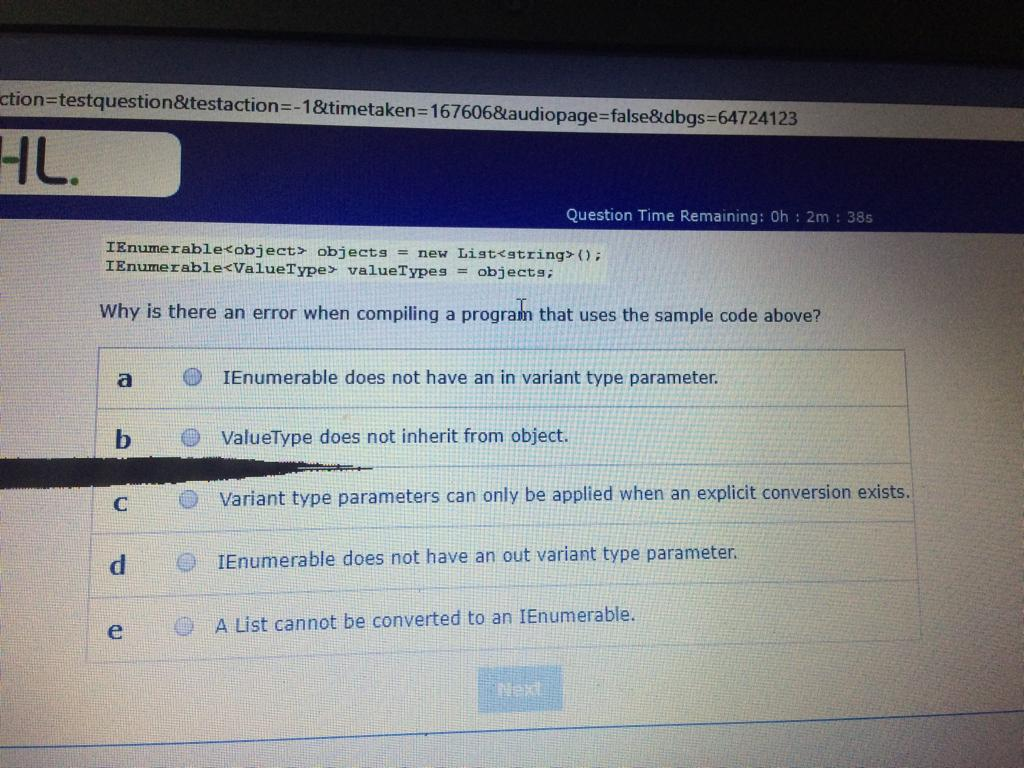 ction=testquestion&testaction=-1&timetaken=167606&audiopage=false&dbgs=64724123
HL.
Question Time Remaining: 0h : 2m : 38s
IEnumerable<object> objects = new List<string>();
IEnumerable<ValueType> valueTypes = objects;
Why is there an error when compiling a program that uses the sample code above?
a IEnumerable does not have an in variant type parameter.
b ValueType does not inherit from object.
c Variant type parameters can only be applied when an explicit conversion exists.
d IEnumerable does not have an out variant type parameter.
e A List cannot be converted to an IEnumerable.
Next